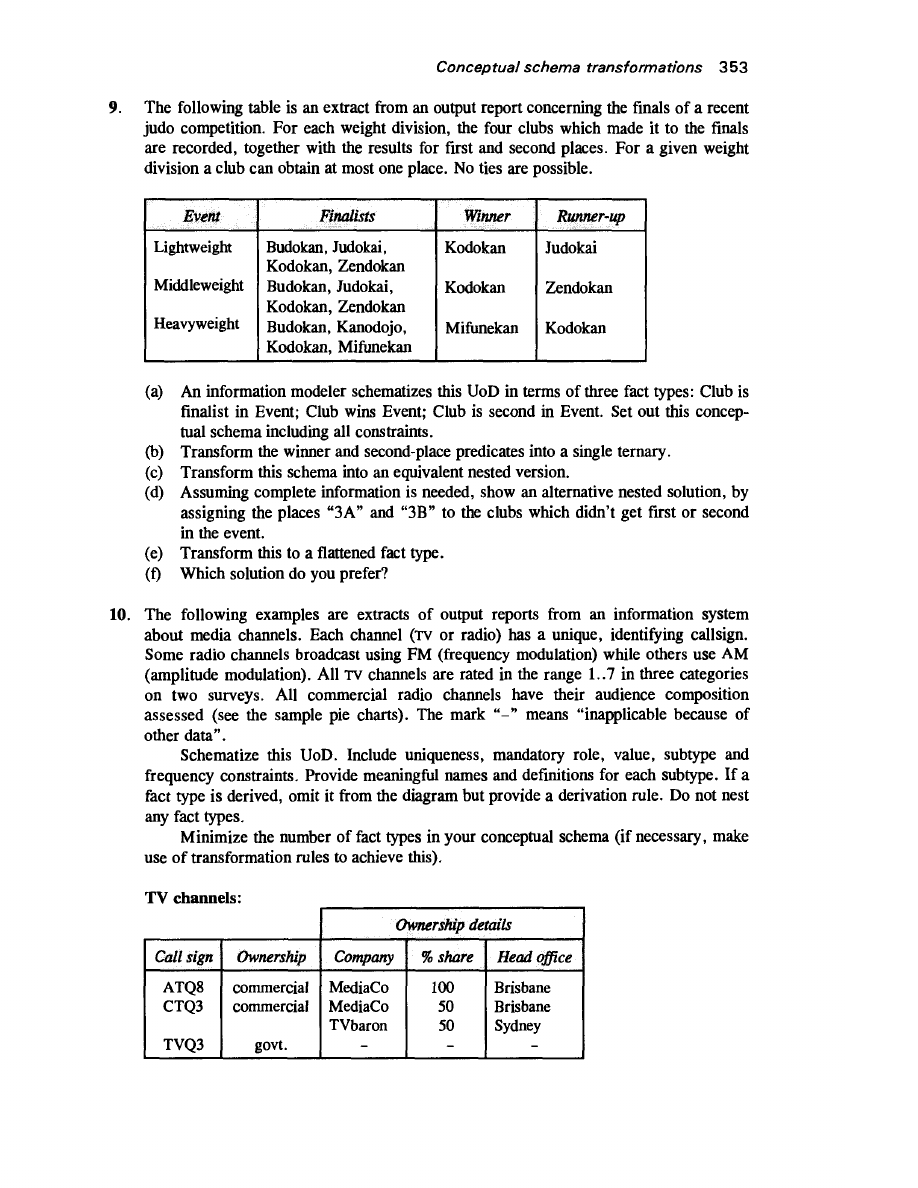 Conceptual schema transformations 353
9. The following table is an extract from an output report concerning the finals of a recent
judo competition. For each weight division, the four clubs which made it to the finals
are recorded, together with the results for first and second places. For a given weight
division a club can obtain at most one place. No ties are possible.
Event Finalists Winner Runner-up
Lightweight Budokan, Judokai, Kodokan Judokai
Kodokan, Zendokan
Middleweight Budokan, Judokai, Kodokan Zendokan
Kodokan, Zendokan
Heavyweight Budokan, Kanodojo, Mifunekan Kodokan
Kodokan, Mifunekan
(a) An information modeler schematizes this UoD in terms of three fact types: Club is
finalist in Event; Club wins Event; Club is second in Event. Set out this concep-
tual schema including all constraints.
(b) Transform the winner and second-place predicates into a single ternary.
(c) Transform this schema into an equivalent nested version.
(d) Assuming complete information is needed, show an alternative nested solution, by
assigning the places “3A” and “3B” to the clubs which didn’t get first or second
in the event.
(e) Transform this to a flattened fact type.
(f) Which solution do you prefer?
10. The following examples are extracts of output reports from an information system
about media channels. Each channel (TV or radio) has a unique, identifying callsign.
Some radio channels broadcast using FM (frequency modulation) while others use AM
(amplitude modulation). All TV channels are rated in the range 1..7 in three categories
on two surveys. All commercial radio channels have their audience composition
assessed (see the sample pie charts). The mark “–” means “inapplicable because of
other data”.
Schematize this UoD. Include uniqueness, mandatory role, value, subtype and
frequency constraints. Provide meaningful names and definitions for each subtype. If a
fact type is derived, omit it from the diagram but provide a derivation rule. Do not nest
any fact types.
Minimize the number of fact types in your conceptual schema (if necessary, make
use of transformation rules to achieve this).
TV channels:
Ownership details
Call sign Ownership Company % share Head office
ATQ8 commercial MediaCo 100 Brisbane
CTQ3 commercial MediaCo 50 Brisbane
TVbaron 50 Sydney
TVQ3 govt. – – –